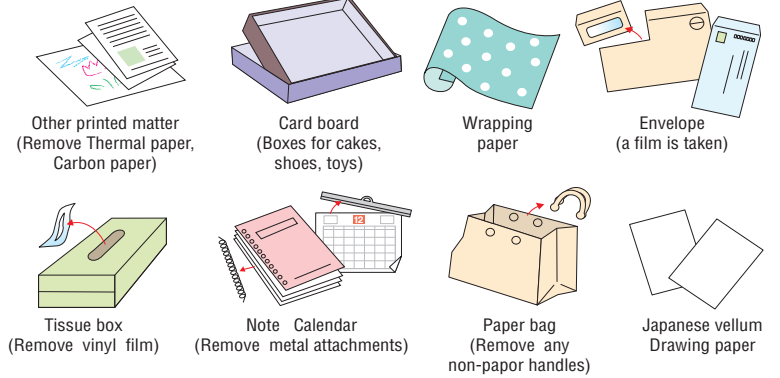 Other printed matter
(Remove Thermal paper,
Carbon paper)
Card board
(Boxes for cakes,
shoes, toys)
Wrapping
paper
Envelope
(a film is taken)
12
Tissue box
(Remove vinyl film)
Note Calendar
(Remove metal attachments)
Paper bag
(Remove any
non-papor handles)
Japanese vellum
Drawing paper